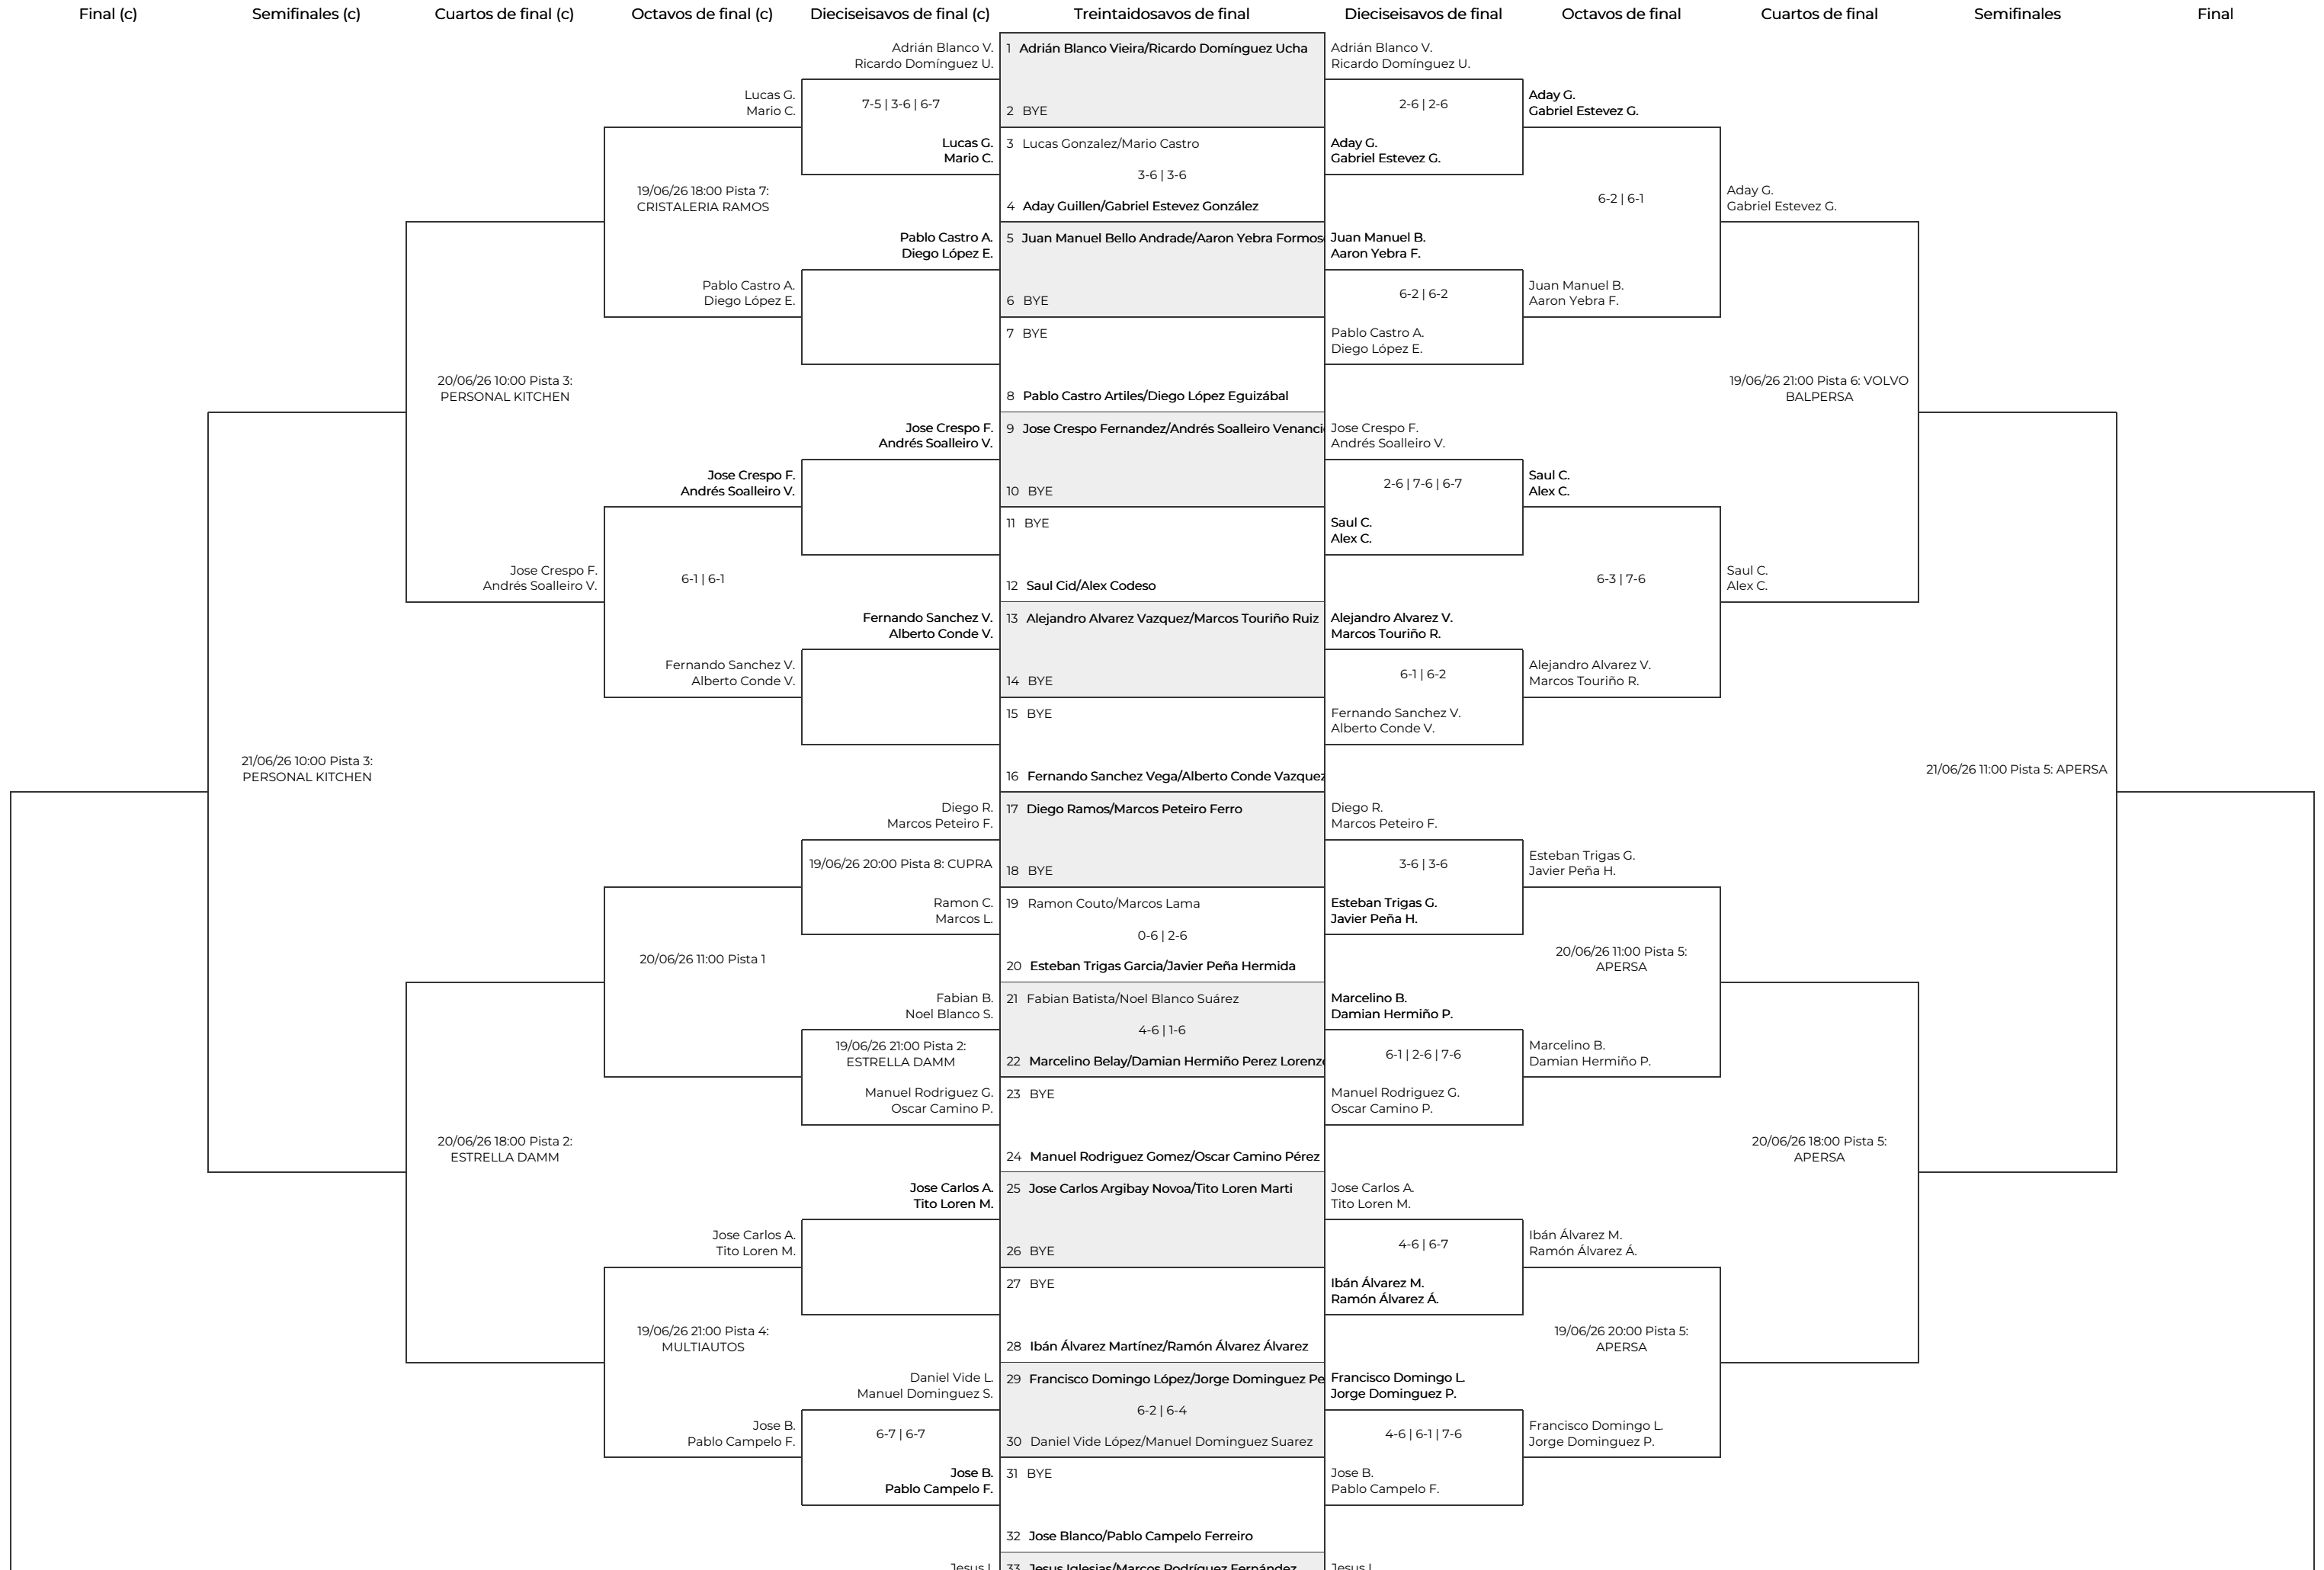 Final (c)
Semifinales (c)
Cuartos de final (c)
Octavos de final (c)
Dieciseisavos de final (c)
Treintaidosavos de final
Dieciseisavos de final
Octavos de final
Cuartos de final
Semifinales
Final
21/06/26 10:00 Pista 3:
PERSONAL KITCHEN
20/06/26 10:00 Pista 3:
PERSONAL KITCHEN
Jose Crespo F.
Andrés Soalleiro V.
20/06/26 18:00 Pista 2:
ESTRELLA DAMM
Lucas G.
Mario C.
19/06/26 18:00 Pista 7:
CRISTALERIA RAMOS
Pablo Castro A.
Diego López E.
Jose Crespo F.
Andrés Soalleiro V.
6-1 | 6-1
Fernando Sanchez V.
Alberto Conde V.
20/06/26 11:00 Pista 1
Jose Carlos A.
Tito Loren M.
19/06/26 21:00 Pista 4:
MULTIAUTOS
Jose B.
Pablo Campelo F.
Adrián Blanco V.
Ricardo Domínguez U.
7-5 | 3-6 | 6-7
Lucas G.
Mario C.
Pablo Castro A.
Diego López E.
Jose Crespo F.
Andrés Soalleiro V.
Fernando Sanchez V.
Alberto Conde V.
Diego R.
Marcos Peteiro F.
19/06/26 20:00 Pista 8: CUPRA
Ramon C.
Marcos L.
Fabian B.
Noel Blanco S.
19/06/26 21:00 Pista 2:
ESTRELLA DAMM
Manuel Rodriguez G.
Oscar Camino P.
Jose Carlos A.
Tito Loren M.
Daniel Vide L.
Manuel Dominguez S.
6-7 | 6-7
Jose B.
Pablo Campelo F.
Jesus I.
1 Adrián Blanco Vieira/Ricardo Domínguez Ucha
2 BYE
3 Lucas Gonzalez/Mario Castro
3-6 | 3-6
4 Aday Guillen/Gabriel Estevez González
5 Juan Manuel Bello Andrade/Aaron Yebra Formos
6 BYE
7 BYE
8 Pablo Castro Artiles/Diego López Eguizábal
9 Jose Crespo Fernandez/Andrés Soalleiro Venanci
10 BYE
11 BYE
12 Saul Cid/Alex Codeso
13 Alejandro Alvarez Vazquez/Marcos Touriño Ruiz
14 BYE
15 BYE
16 Fernando Sanchez Vega/Alberto Conde Vazquez
17 Diego Ramos/Marcos Peteiro Ferro
18 BYE
19 Ramon Couto/Marcos Lama
0-6 | 2-6
20 Esteban Trigas Garcia/Javier Peña Hermida
21 Fabian Batista/Noel Blanco Suárez
4-6 | 1-6
22 Marcelino Belay/Damian Hermiño Perez Lorenzo
23 BYE
24 Manuel Rodriguez Gomez/Oscar Camino Pérez
25 Jose Carlos Argibay Novoa/Tito Loren Marti
26 BYE
27 BYE
28 Ibán Álvarez Martínez/Ramón Álvarez Álvarez
29 Francisco Domingo López/Jorge Dominguez Pe
6-2 | 6-4
30 Daniel Vide López/Manuel Dominguez Suarez
31 BYE
32 Jose Blanco/Pablo Campelo Ferreiro
33 Jesus Iglesias/Marcos Rodríguez Fernández
Adrián Blanco V.
Ricardo Domínguez U.
2-6 | 2-6
Aday G.
Gabriel Estevez G.
Juan Manuel B.
Aaron Yebra F.
6-2 | 6-2
Pablo Castro A.
Diego López E.
Jose Crespo F.
Andrés Soalleiro V.
2-6 | 7-6 | 6-7
Saul C.
Alex C.
Alejandro Alvarez V.
Marcos Touriño R.
6-1 | 6-2
Fernando Sanchez V.
Alberto Conde V.
Diego R.
Marcos Peteiro F.
3-6 | 3-6
Esteban Trigas G.
Javier Peña H.
Marcelino B.
Damian Hermiño P.
6-1 | 2-6 | 7-6
Manuel Rodriguez G.
Oscar Camino P.
Jose Carlos A.
Tito Loren M.
4-6 | 6-7
Ibán Álvarez M.
Ramón Álvarez Á.
Francisco Domingo L.
Jorge Dominguez P.
4-6 | 6-1 | 7-6
Jose B.
Pablo Campelo F.
Jesus I.
Aday G.
Gabriel Estevez G.
6-2 | 6-1
Juan Manuel B.
Aaron Yebra F.
Saul C.
Alex C.
6-3 | 7-6
Alejandro Alvarez V.
Marcos Touriño R.
Esteban Trigas G.
Javier Peña H.
20/06/26 11:00 Pista 5:
APERSA
Marcelino B.
Damian Hermiño P.
Ibán Álvarez M.
Ramón Álvarez Á.
19/06/26 20:00 Pista 5:
APERSA
Francisco Domingo L.
Jorge Dominguez P.
Aday G.
Gabriel Estevez G.
19/06/26 21:00 Pista 6: VOLVO
BALPERSA
Saul C.
Alex C.
20/06/26 18:00 Pista 5:
APERSA
21/06/26 11:00 Pista 5: APERSA